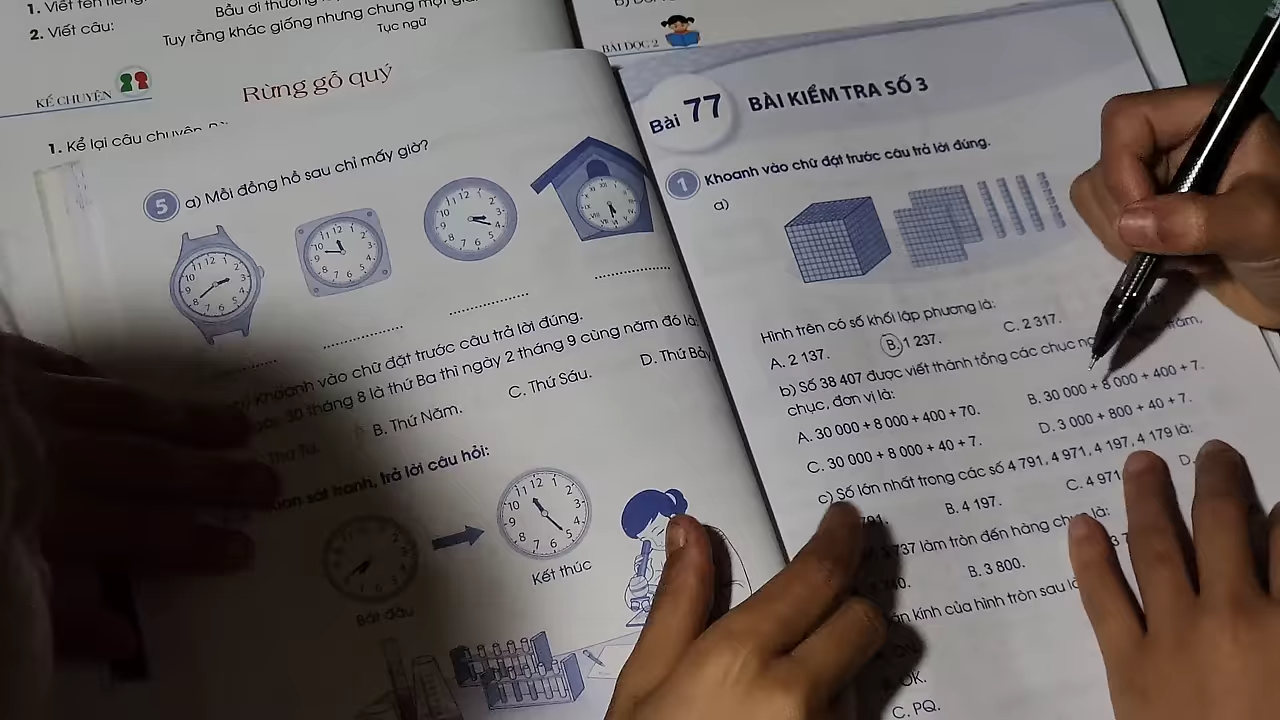 1. Viết tên riêng:
2. Viết câu:
Bầu ơi thương
Tuy rằng khác giống nhưng chung một
Tục ngữ
KỂ CHUYỆN
Rừng gỗ quý
1. Kể lại câu chuyện
5 a) Mỗi đồng hồ sau chỉ mấy giờ?
b) Khoanh vào chữ đặt trước câu trả lời đúng.
30 tháng 8 là thứ Ba thì ngày 2 tháng 9 cùng năm đó là
Thứ Tư.
B. Thứ Năm.
C. Thứ Sáu.
D. Thứ Bảy
sát tranh, trả lời câu hỏi:
Bắt đầu
Kết thúc
BÀI ĐỌC 2
Bài 77 BÀI KIỂM TRA SỐ 3
1 Khoanh vào chữ đặt trước câu trả lời đúng.
a)
Hình trên có số khối lập phương là:
A. 2 137.
B. 1 237.
C. 2 317.
b) Số 38 407 được viết thành tổng các chục trăm,
chục, đơn vị là:
A. 30 000 + 8 000 + 400 + 70.
B. 30 000 + 8 000 + 400 + 7.
C. 30 000 + 8 000 + 40 + 7.
D. 3 000 + 800 + 40 + 7.
c) Số lớn nhất trong các số 4 791, 4 971, 4 197, 4 179 là:
791.
B. 4 197.
C. 4 971
D.
737 làm tròn đến hàng là:
B. 3 800.
kính của hình tròn sau
OK.
C. PQ.